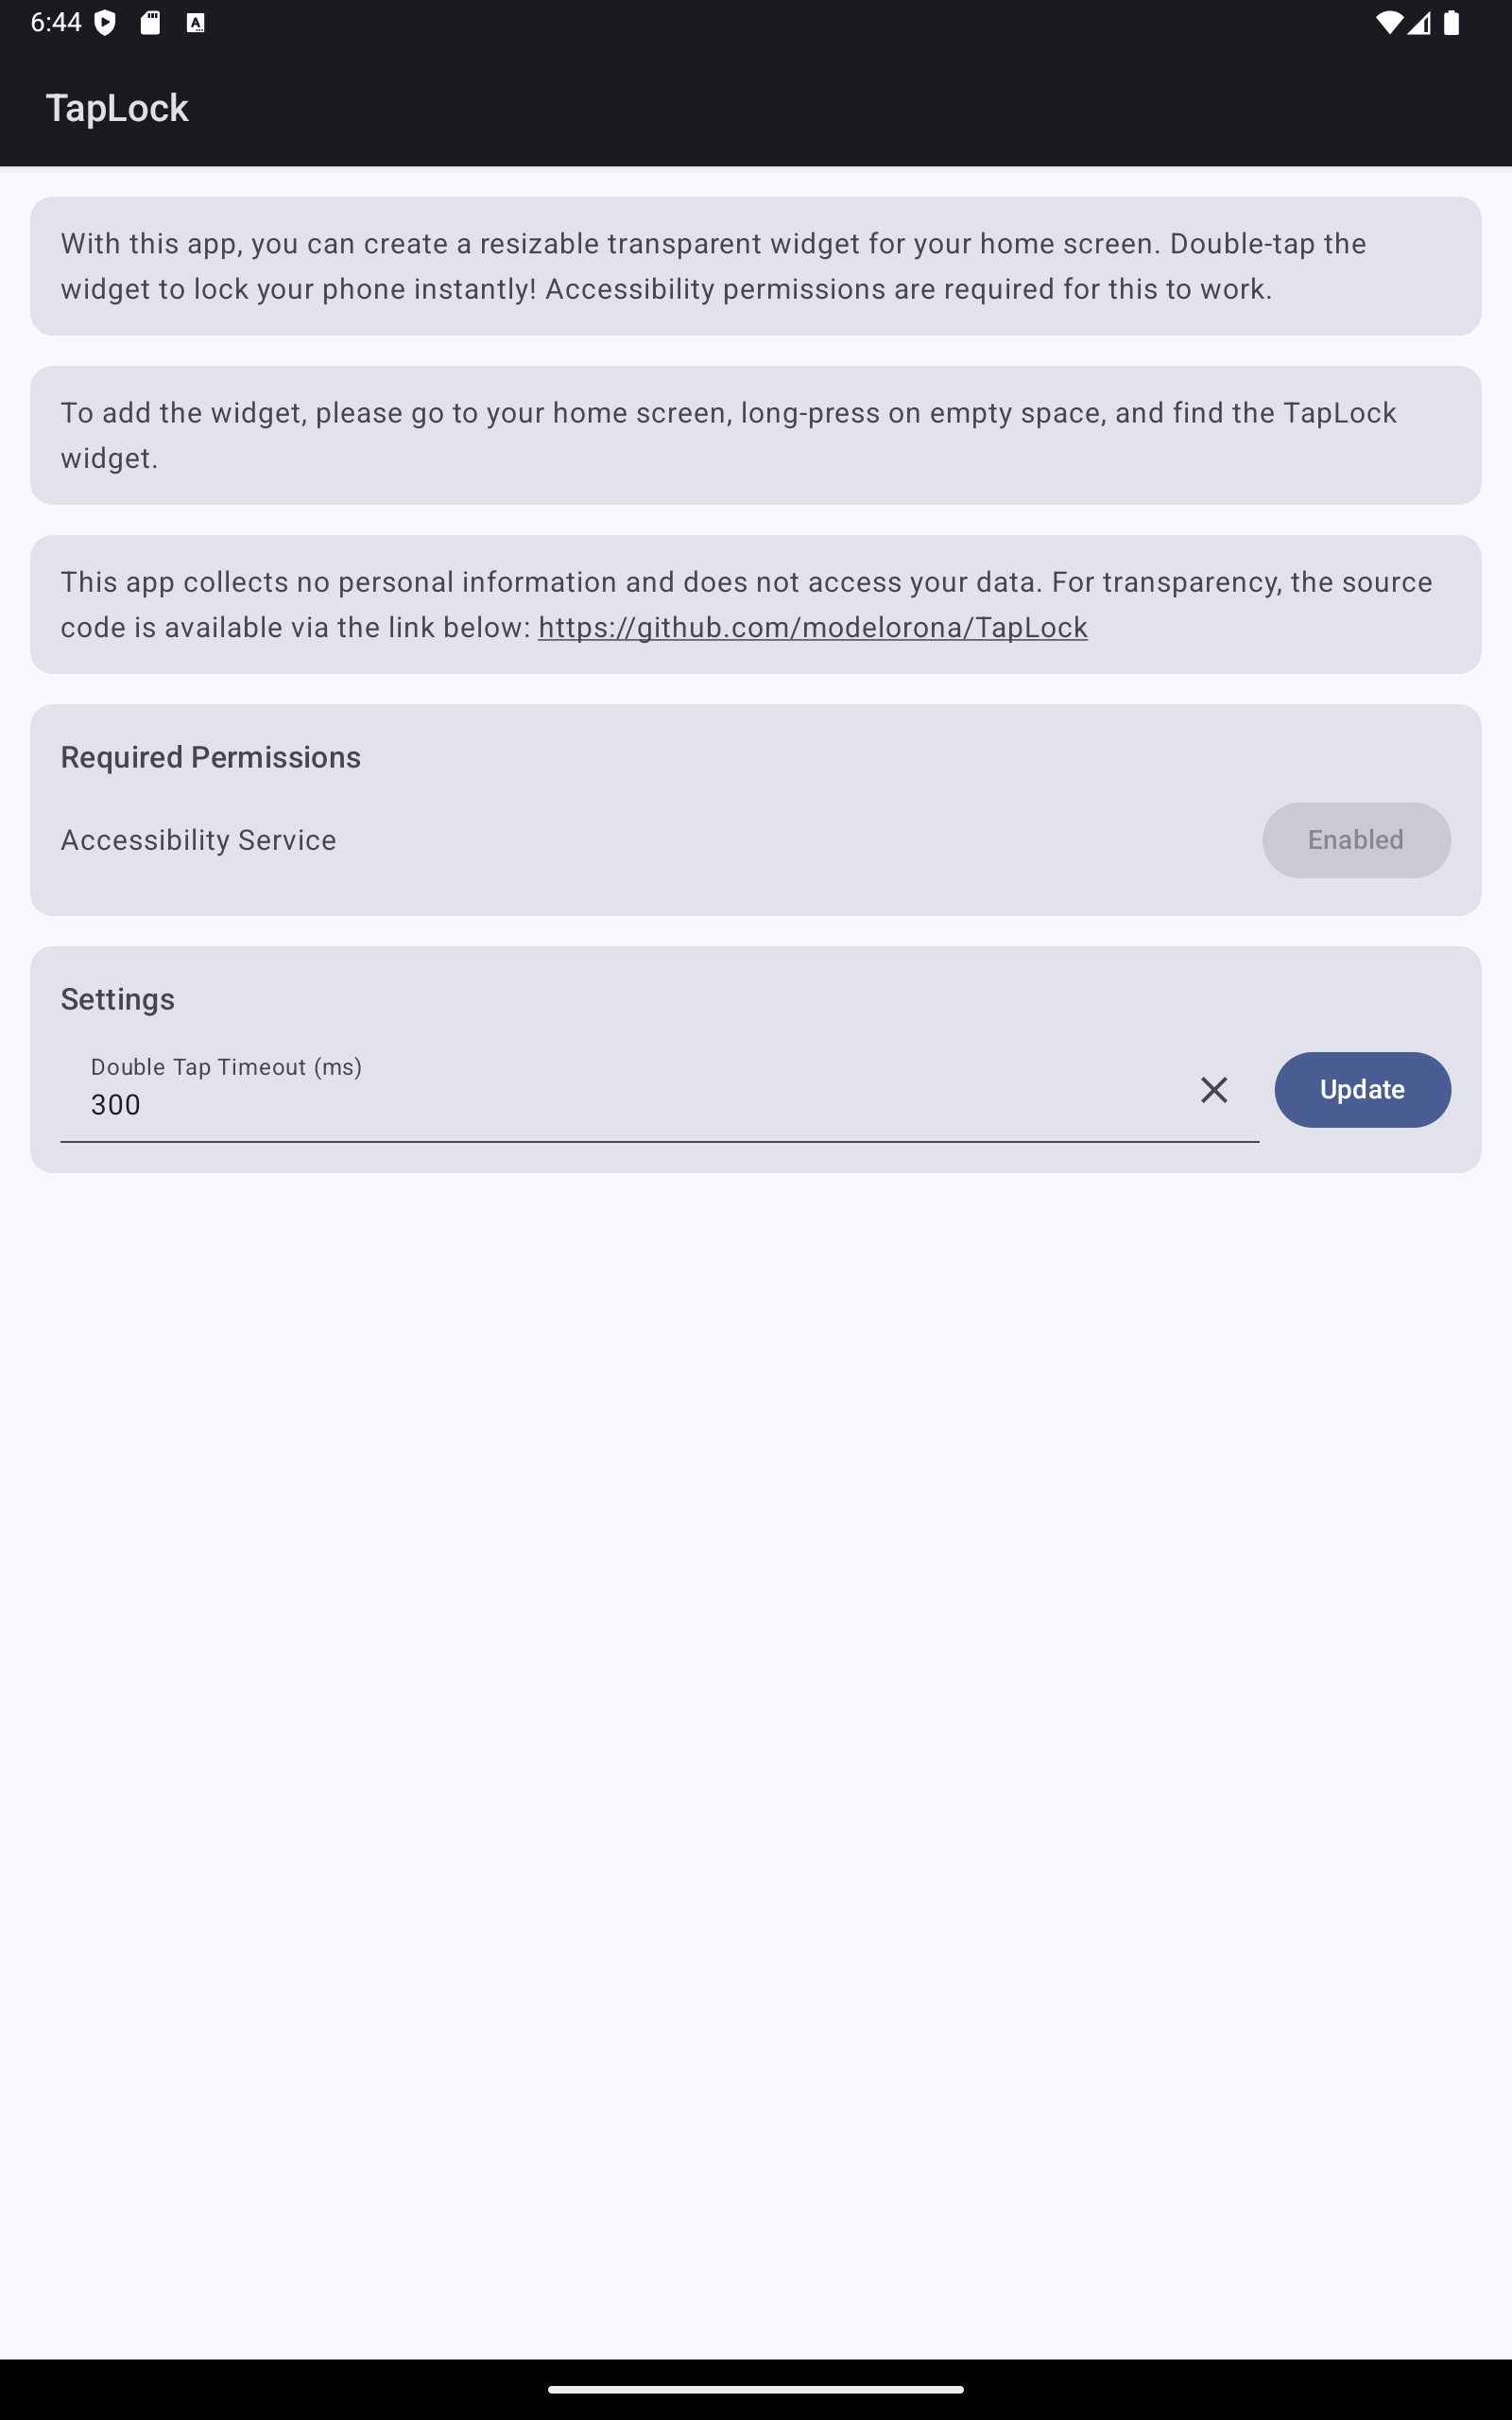 6:44
TapLock
With this app, you can create a resizable transparent widget for your home screen. Double-tap the
widget to lock your phone instantly! Accessibility permissions are required for this to work.
To add the widget, please go to your home screen, long-press on empty space, and find the TapLock
widget.
This app collects no personal information and does not access your data. For transparency, the source
code is available via the link below: https://github.com/modelorona/TapLock
Required Permissions
Accessibility Service
Enabled
Settings
Double Tap Timeout (ms)
300
Update